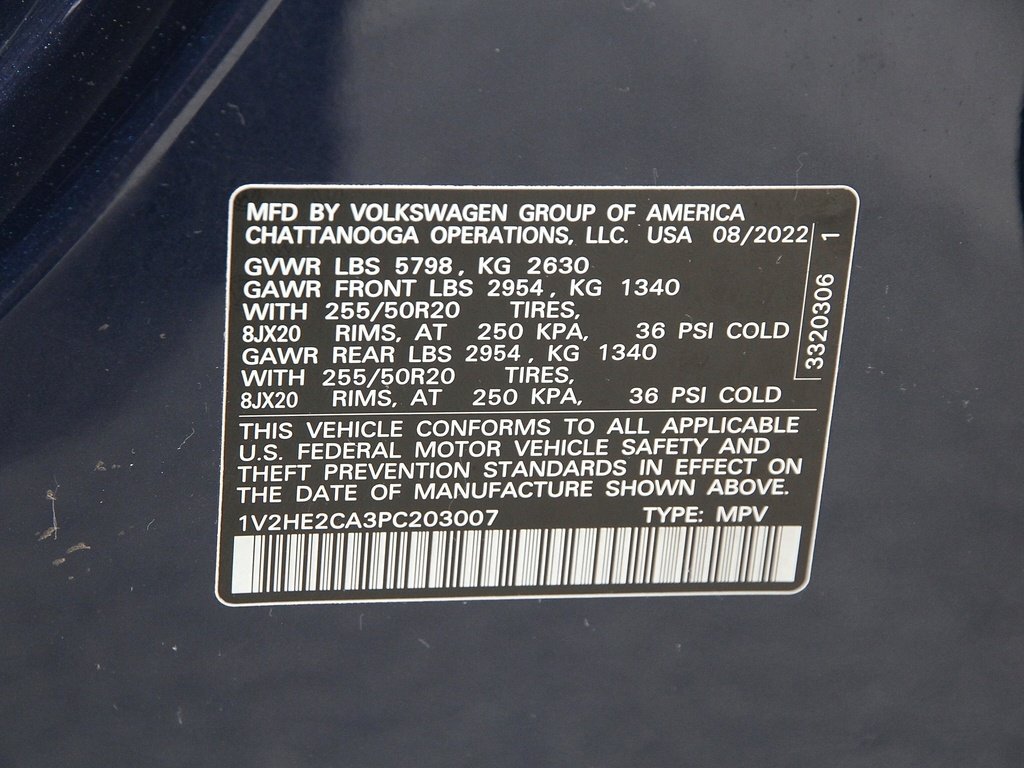 MFD BY VOLKSWAGEN GROUP OF AMERICA
CHATTANOOGA OPERATIONS, LLC. USA 08/2022
GVWR LBS 5798, KG 2630
GAWR FRONT LBS 2954, KG 1340
WITH 255/50R20 TIRES,
8JX20 RIMS, AT 250 KPA, 36 PSI COLD
GAWR REAR LBS 2954, KG 1340
WITH 255/50R20 TIRES,
8JX20 RIMS, AT 250 KPA, 36 PSI COLD
3320306 1
THIS VEHICLE CONFORMS TO ALL APPLICABLE
U.S. FEDERAL MOTOR VEHICLE SAFETY AND
THEFT PREVENTION STANDARDS IN EFFECT ON
THE DATE OF MANUFACTURE SHOWN ABOVE.
1V2HE2CA3PC203007 TYPE: MPV